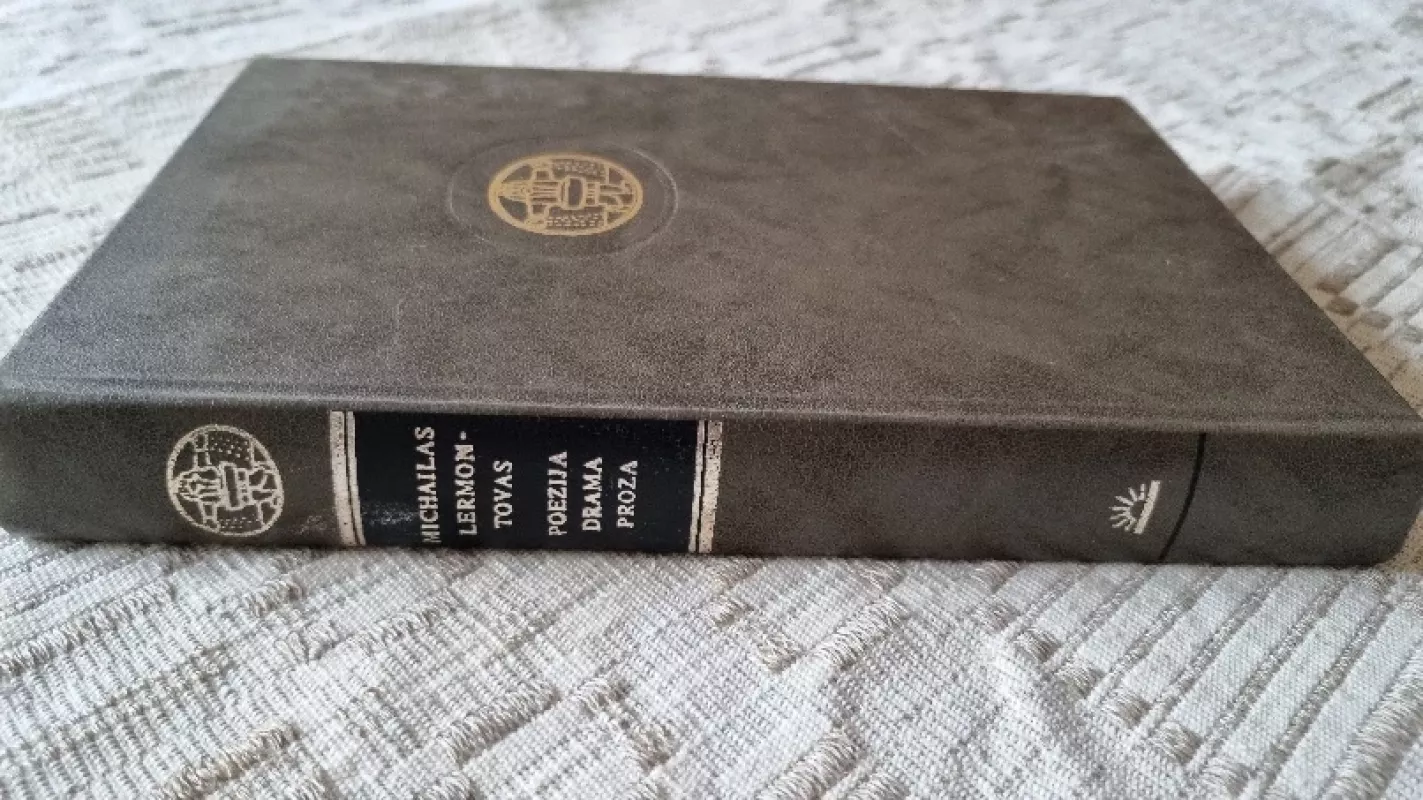 MICHAILAS
LERMON-
TOVAS
POEZIJA
DRAMA
PROZA